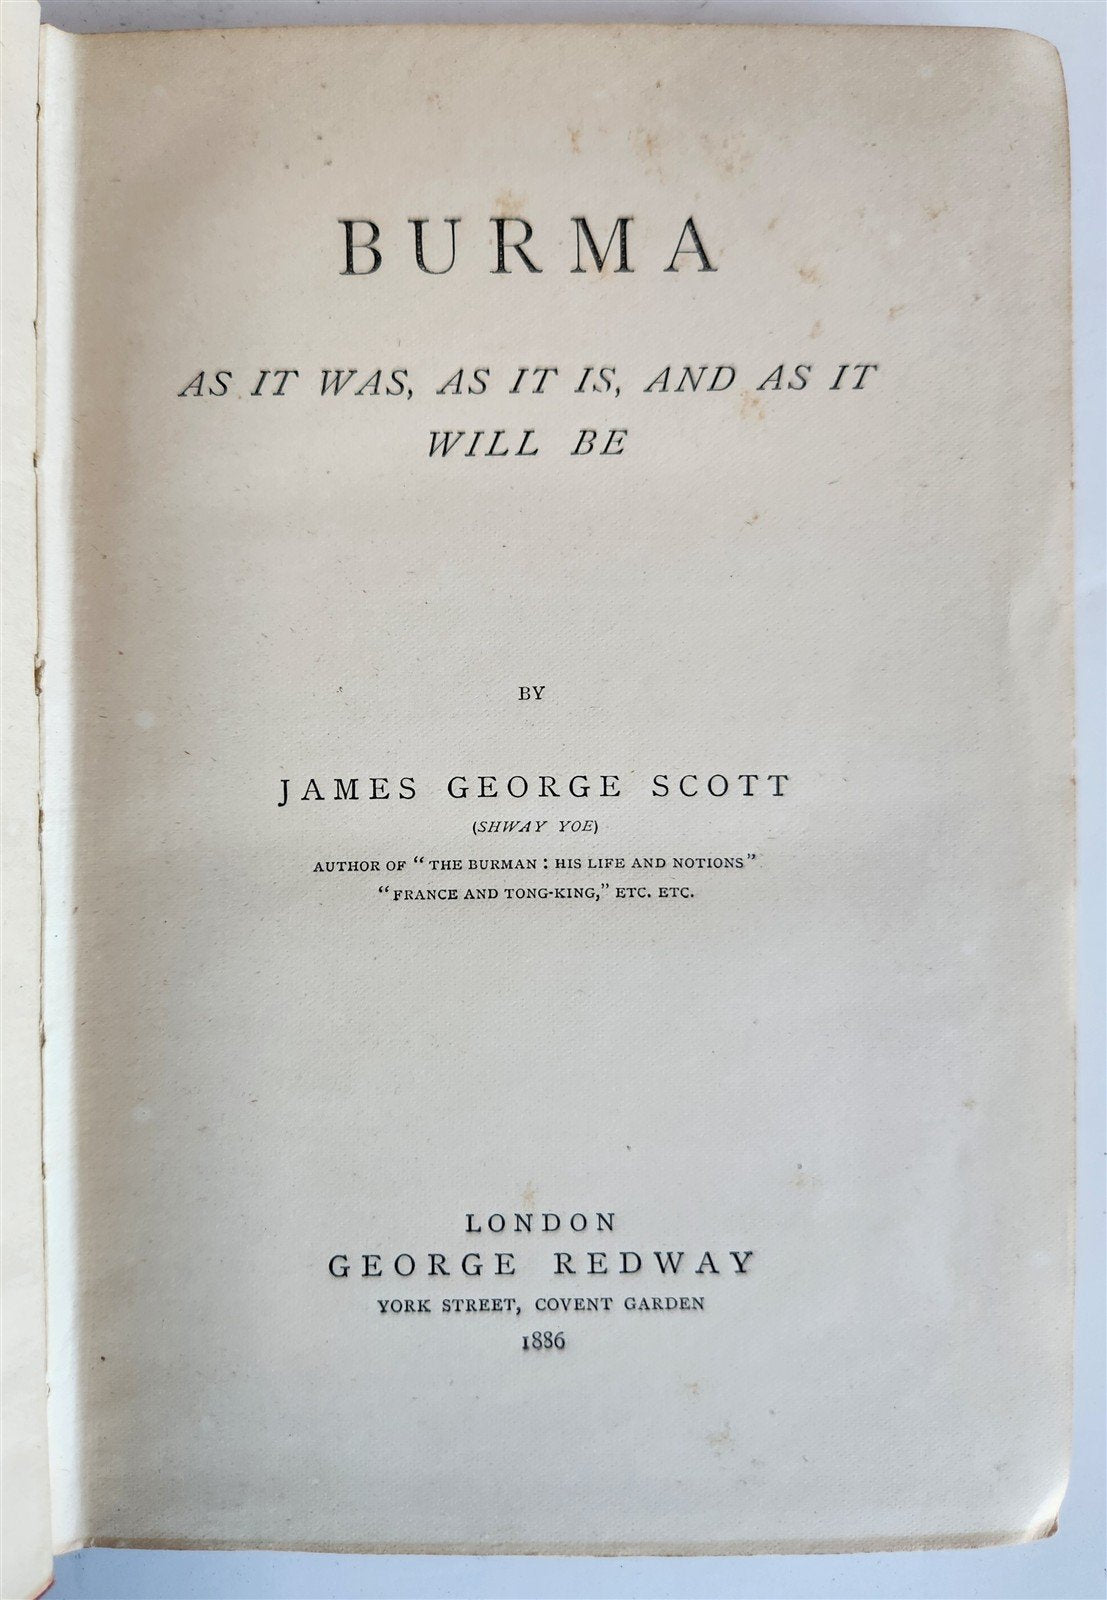 BURMA
AS IT WAS, AS IT IS, AND AS IT
WILL BE
BY
JAMES GEORGE SCOTT
(SHWAY YOE)
AUTHOR OF “THE BURMAN: HIS LIFE AND NOTIONS”
“FRANCE AND TONG-KING,” ETC. ETC.
LONDON
GEORGE REDWAY
YORK STREET, COVENT GARDEN
1886